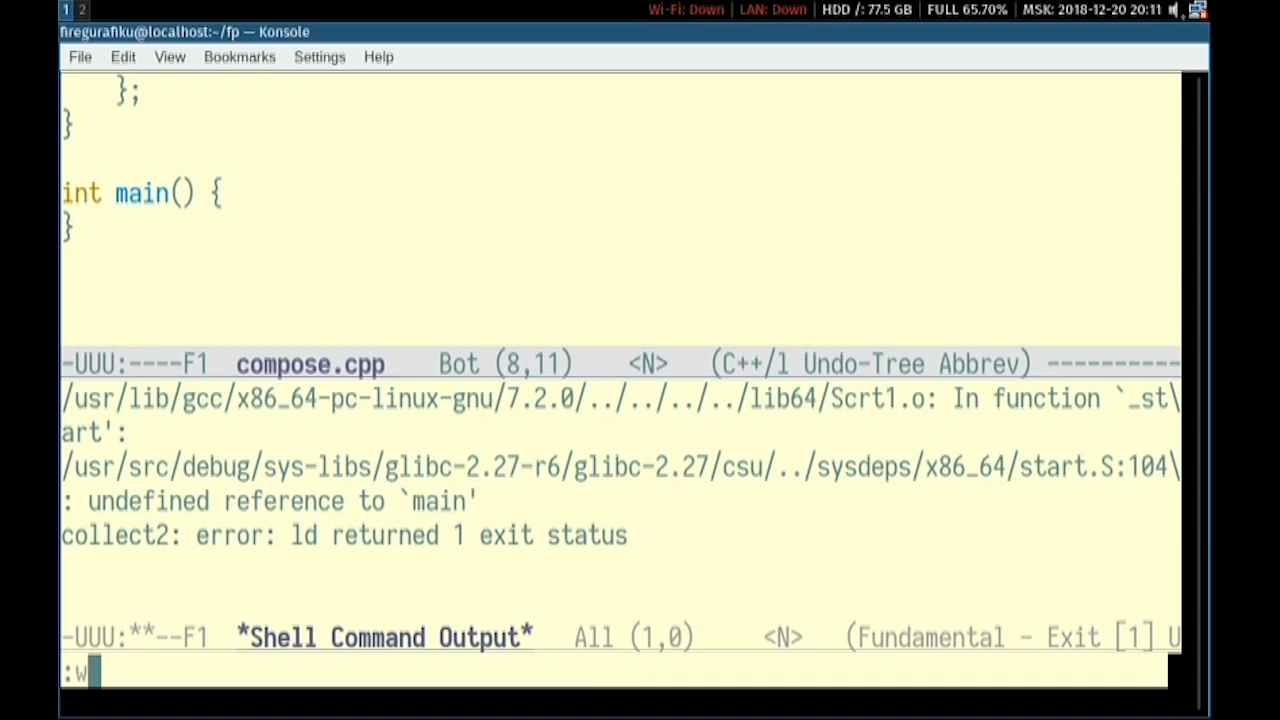 1 2 Wi-Fi: Down | LAN: Down | HDD /: 77.5 GB | FULL 65.70% | MSK: 2018-12-20 20:11
firegurafiku@localhost:~/fp — Konsole
File Edit View Bookmarks Settings Help
};
}
int main() {
}
-UUU:----F1 compose.cpp Bot (8,11) <N> (C++/l Undo-Tree Abbrev) ----------
/usr/lib/gcc/x86_64-pc-linux-gnu/7.2.0/../../../../lib64/Scrt1.o: In function `_st\
art':
/usr/src/debug/sys-libs/glibc-2.27-r6/glibc-2.27/csu/../sysdeps/x86_64/start.S:104\
: undefined reference to `main'
collect2: error: ld returned 1 exit status
-UUU:**--F1 *Shell Command Output* All (1,0) <N> (Fundamental - Exit [1] U
:w